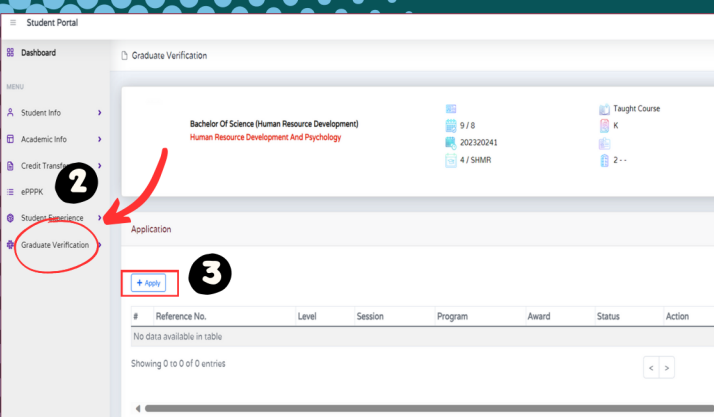 Student Portal
Dashboard
Graduate Verification
MENU
Student Info
Academic Info
Credit Transfer
ePPPK
Student Experience
Graduate Verification
2
Bachelor Of Science (Human Resource Development)
Human Resource Development And Psychology
9 / 8
202320241
4 / SHMR
Taught Course
K
2 - -
Application
+ Apply
3
# Reference No. Level Session Program Award Status Action
No data available in table
Showing 0 to 0 of 0 entries
< >